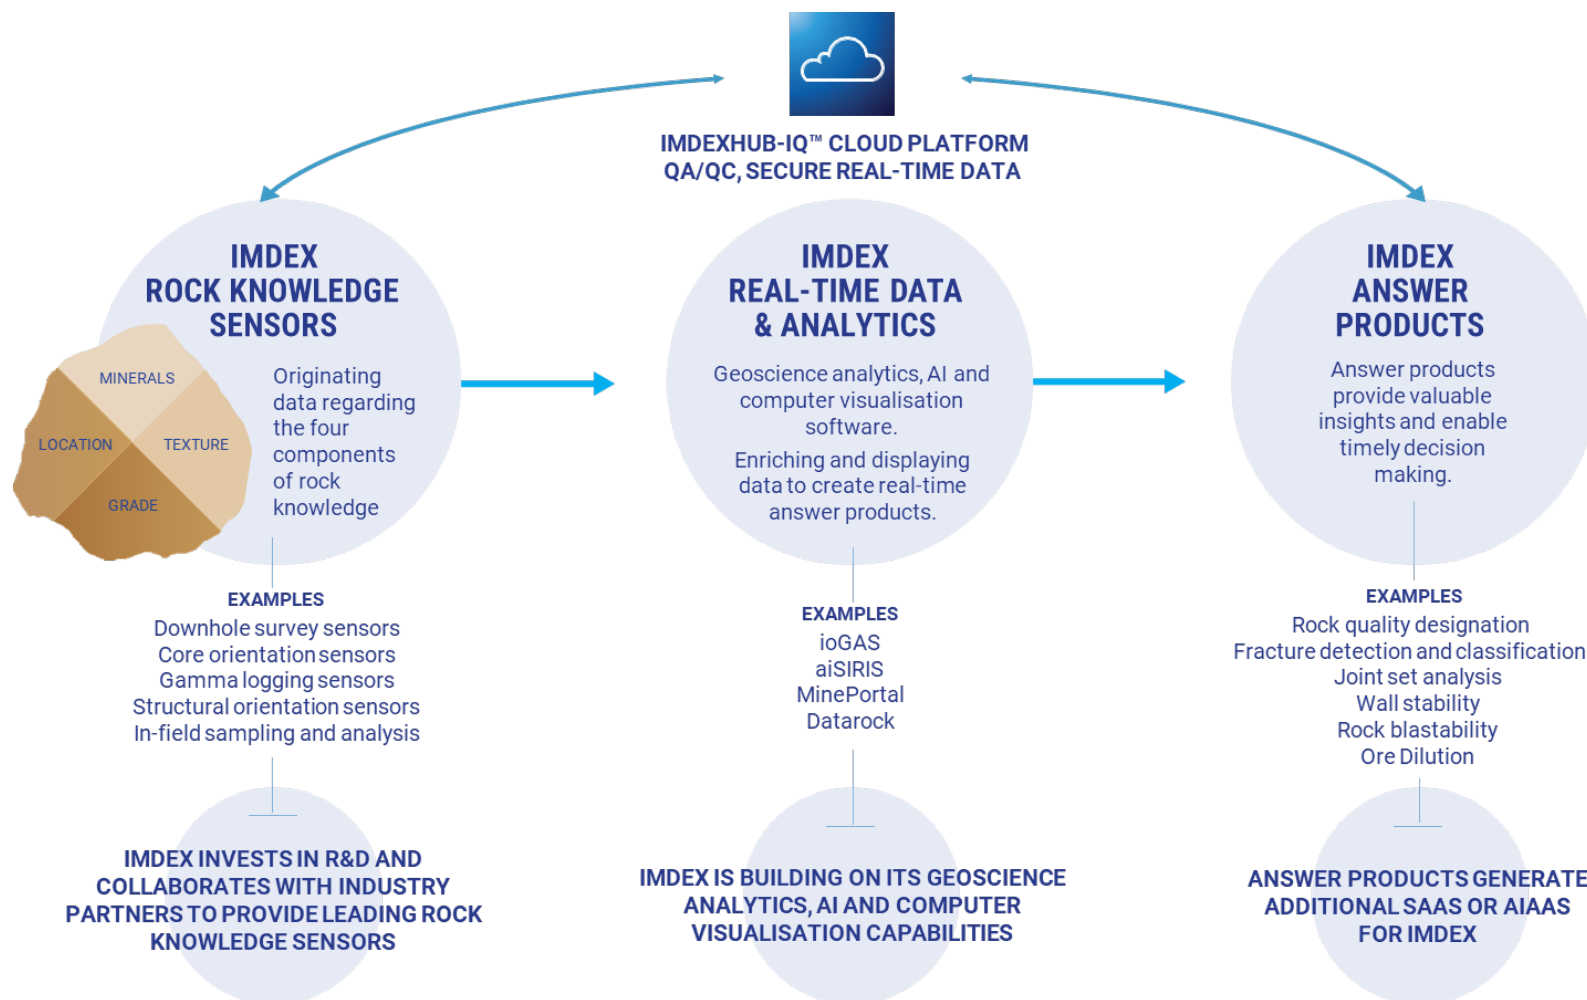 IMDEXHUB-IQ™ CLOUD PLATFORM
QA/QC, SECURE REAL-TIME DATA
IMDEX
ROCK KNOWLEDGE
SENSORS
Originating
data regarding
the four
components
of rock
knowledge
MINERALS
LOCATION
TEXTURE
GRADE
EXAMPLES
Downhole survey sensors
Core orientation sensors
Gamma logging sensors
Structural orientation sensors
In-field sampling and analysis
IMDEX INVESTS IN R&D AND
COLLABORATES WITH INDUSTRY
PARTNERS TO PROVIDE LEADING ROCK
KNOWLEDGE SENSORS
IMDEX
REAL-TIME DATA
& ANALYTICS
Geoscience analytics, AI and
computer visualisation
software.
Enriching and displaying
data to create real-time
answer products.
EXAMPLES
ioGAS
aiSIRIS
MinePortal
Datarock
IMDEX IS BUILDING ON ITS GEOSCIENCE
ANALYTICS, AI AND COMPUTER
VISUALISATION CAPABILITIES
IMDEX
ANSWER
PRODUCTS
Answer products
provide valuable
insights and enable
timely decision
making.
EXAMPLES
Rock quality designation
Fracture detection and classification
Joint set analysis
Wall stability
Rock blastability
Ore Dilution
ANSWER PRODUCTS GENERATE
ADDITIONAL SAAS OR AIAAS
FOR IMDEX